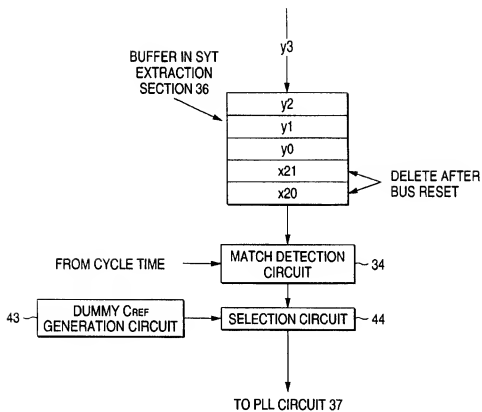 y3
BUFFER IN SYT
EXTRACTION
SECTION 36
y2
y1
y0
x21
x20
DELETE AFTER
BUS RESET
FROM CYCLE TIME
MATCH DETECTION
CIRCUIT
34
43
DUMMY CREF
GENERATION CIRCUIT
SELECTION CIRCUIT
44
TO PLL CIRCUIT 37